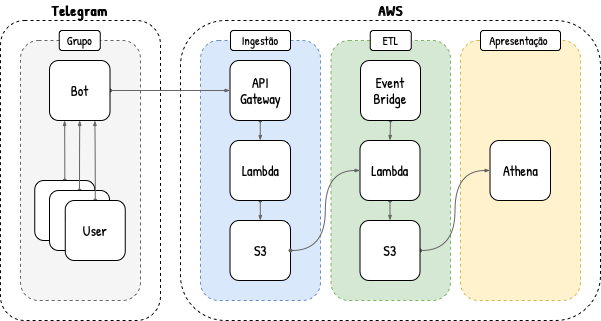 Telegram
AWS
Grupo
Ingestão
ETL
Apresentação
Bot
API
Gateway
Event
Bridge
Lambda
Lambda
Athena
User
S3
S3